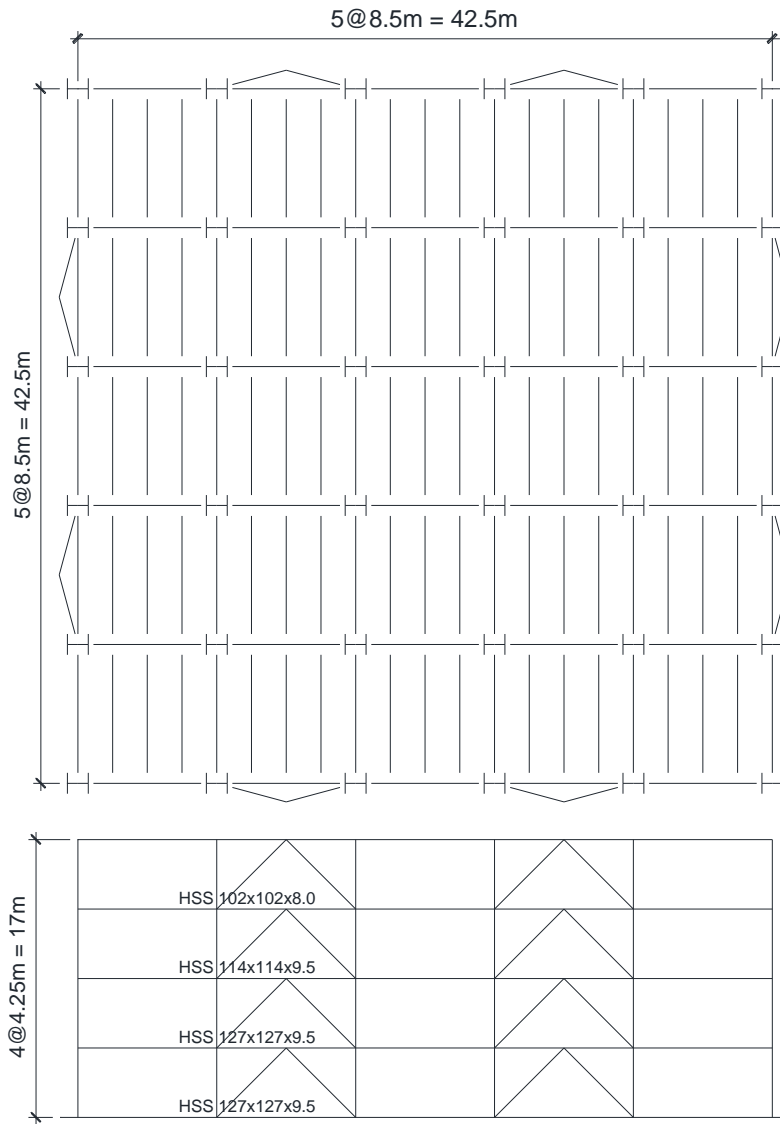 5@8.5m = 42.5m
5@8.5m = 42.5m
4@4.25m = 17m
HSS 102x102x8.0
HSS 114x114x9.5
HSS 127x127x9.5
HSS 127x127x9.5